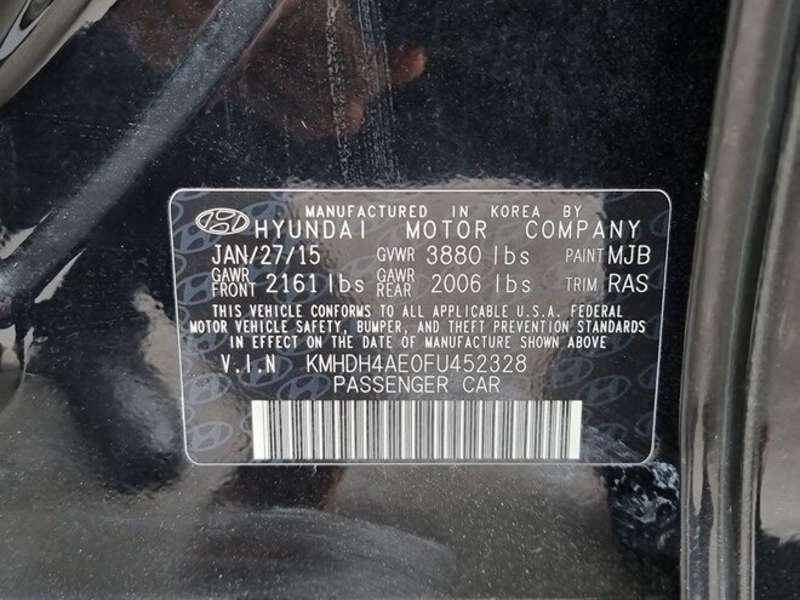 MANUFACTURED IN KOREA BY
HYUNDAI MOTOR COMPANY
JAN/27/15 GVWR 3880 lbs PAINT MJB
GAWR FRONT 2161 lbs GAWR REAR 2006 lbs TRIM RAS
THIS VEHICLE CONFORMS TO ALL APPLICABLE U.S.A. FEDERAL
MOTOR VEHICLE SAFETY, BUMPER, AND THEFT PREVENTION STANDARDS
IN EFFECT ON THE DATE OF MANUFACTURE SHOWN ABOVE
V.I.N KMHDH4AE0FU452328
PASSENGER CAR